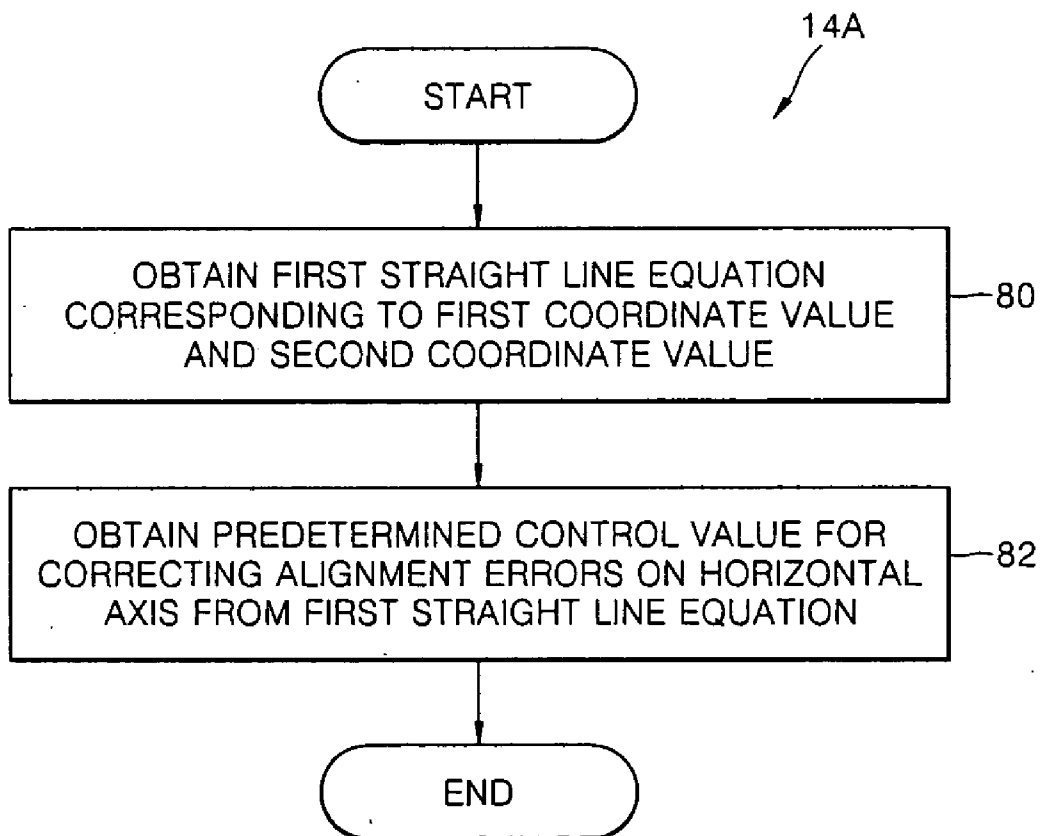 14A
START
OBTAIN FIRST STRAIGHT LINE EQUATION
CORRESPONDING TO FIRST COORDINATE VALUE
AND SECOND COORDINATE VALUE
80
OBTAIN PREDETERMINED CONTROL VALUE FOR
CORRECTING ALIGNMENT ERRORS ON HORIZONTAL
AXIS FROM FIRST STRAIGHT LINE EQUATION
82
END